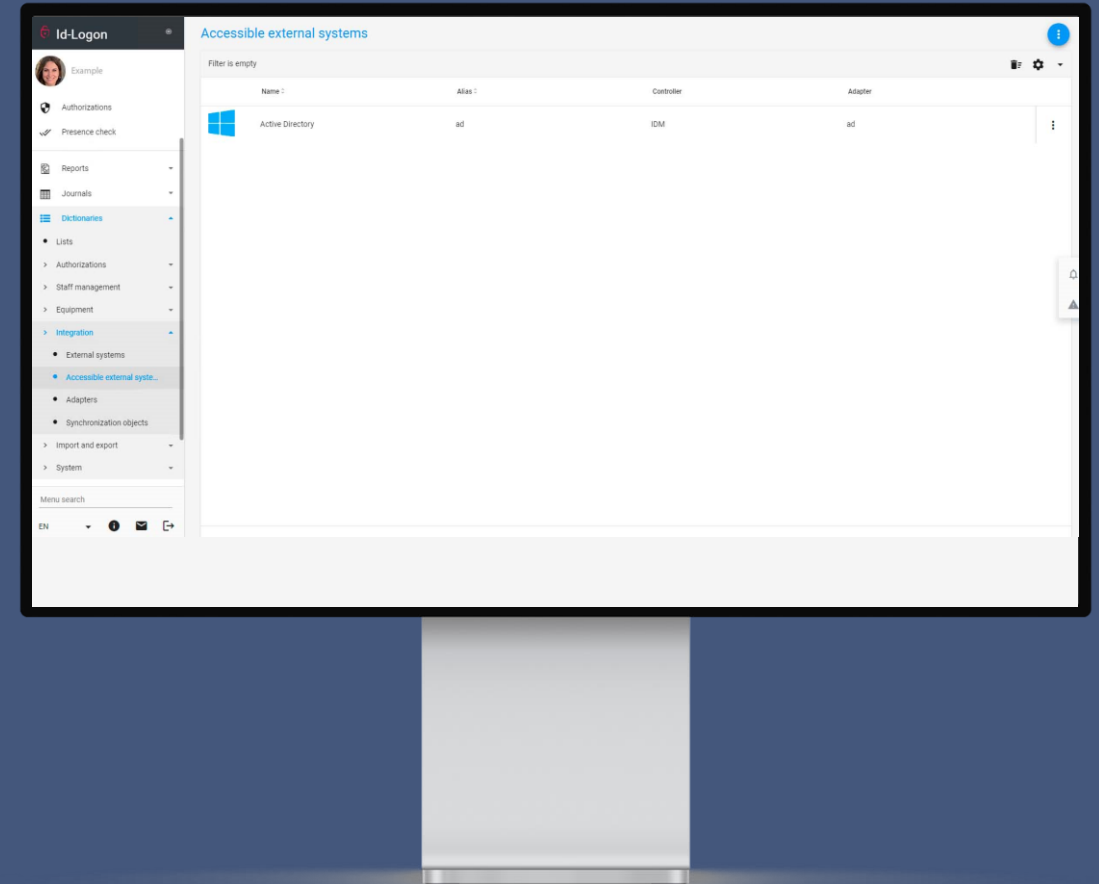 Id-Logon
Example
Authorizations
Presence check
Reports
Journals
Dictionaries
Lists
Authorizations
Staff management
Equipment
Integration
External systems
Accessible external syste...
Adapters
Synchronization objects
Import and export
System
Menu search
EN
Accessible external systems
Filter is empty
Name Alias Controller Adapter
Active Directory ad IDM ad